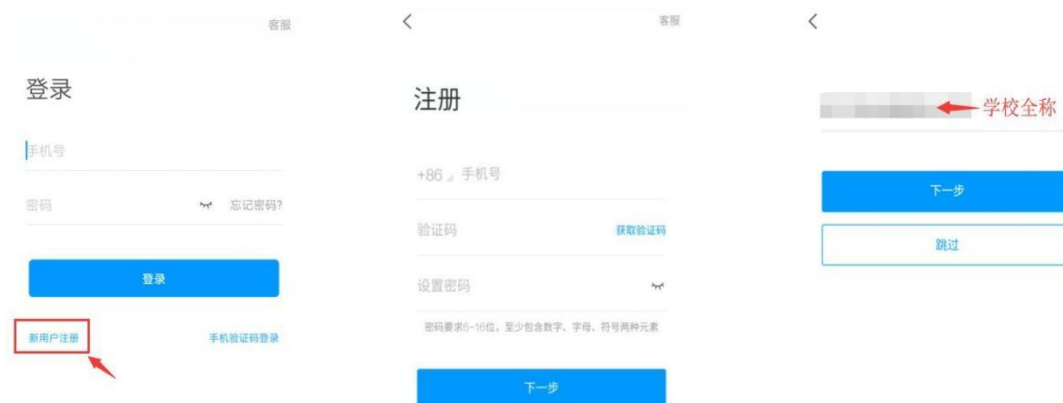 客服
登录
手机号
密码
忘记密码?
登录
新用户注册
手机验证码登录
客服
注册
+86 手机号
验证码
获取验证码
设置密码
密码要求6-16位，至少包含数字、字母、符号两种元素
下一步
学校全称
下一步
跳过